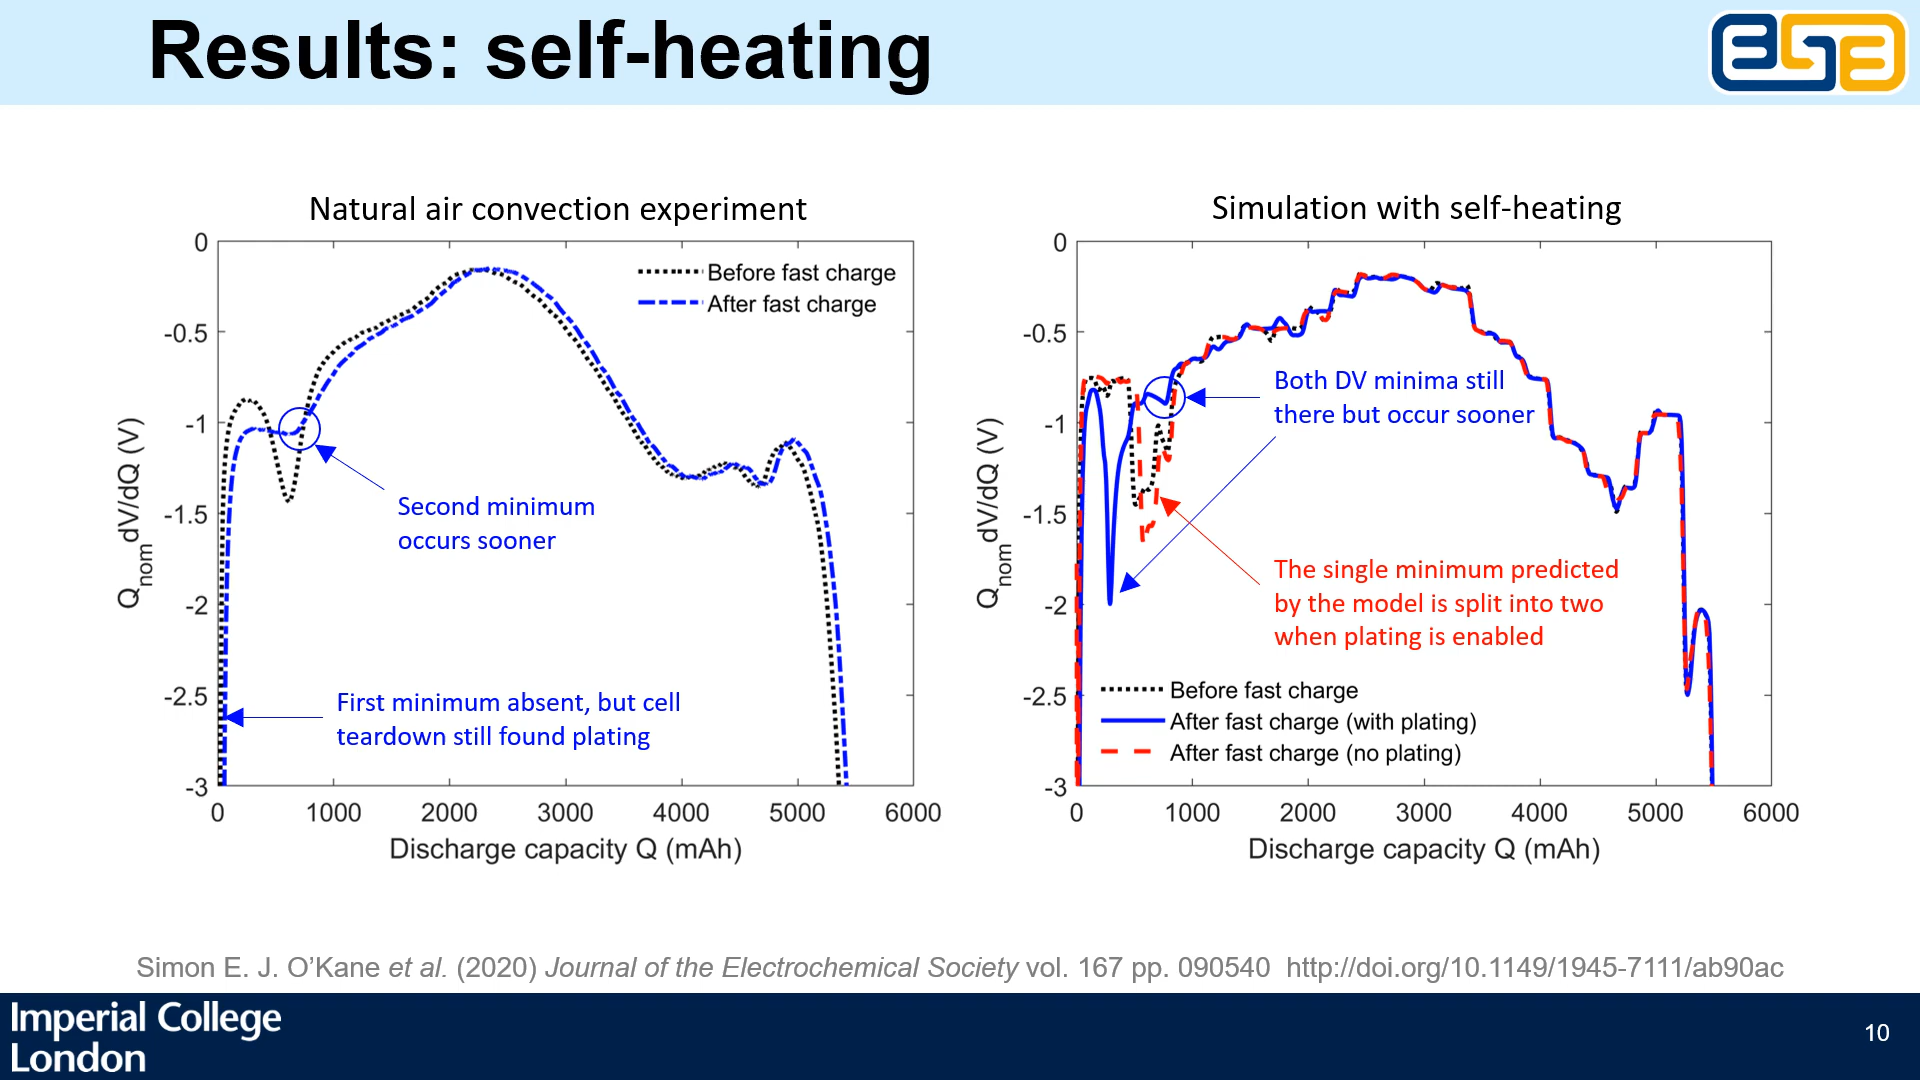 Results: self-heating
Natural air convection experiment
0
-0.5
-1
-1.5
-2
-2.5
-3
QnomdV/dQ (V)
Before fast charge
After fast charge
Second minimum
occurs sooner
First minimum absent, but cell
teardown still found plating
0 1000 2000 3000 4000 5000 6000
Discharge capacity Q (mAh)
Simulation with self-heating
0
-0.5
-1
-1.5
-2
-2.5
-3
QnomdV/dQ (V)
Both DV minima still
there but occur sooner
The single minimum predicted
by the model is split into two
when plating is enabled
Before fast charge
After fast charge (with plating)
After fast charge (no plating)
0 1000 2000 3000 4000 5000 6000
Discharge capacity Q (mAh)
Simon E. J. O’Kane et al. (2020) Journal of the Electrochemical Society vol. 167 pp. 090540 http://doi.org/10.1149/1945-7111/ab90ac
Imperial College
London
10